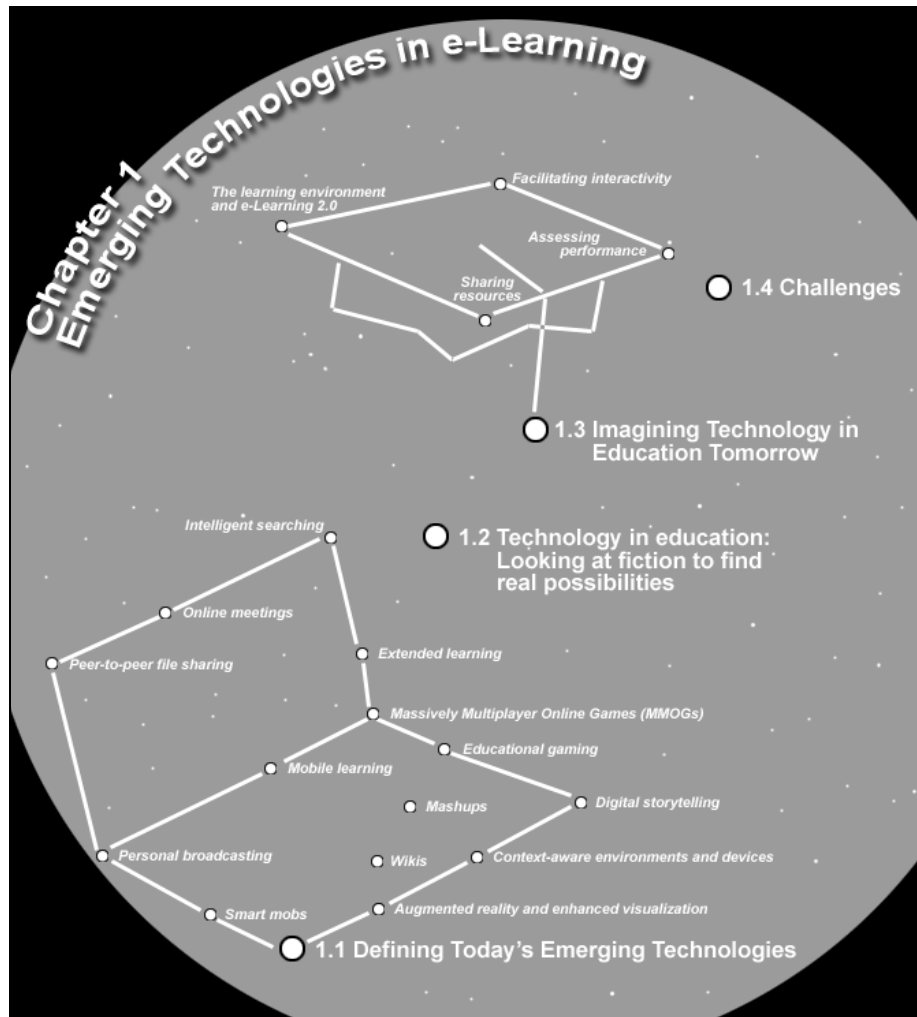 Chapter 1
Emerging Technologies in e-Learning
Facilitating interactivity
The learning environment
and e-Learning 2.0
Assessing
performance
Sharing
resources
1.4 Challenges
1.3 Imagining Technology in
Education Tomorrow
Intelligent searching
1.2 Technology in education:
Looking at fiction to find
real possibilities
Online meetings
Peer-to-peer file sharing
Extended learning
Massively Multiplayer Online Games (MMOGs)
Educational gaming
Mobile learning
Mashups
Digital storytelling
Personal broadcasting
Wikis
Context-aware environments and devices
Smart mobs
Augmented reality and enhanced visualization
1.1 Defining Today's Emerging Technologies